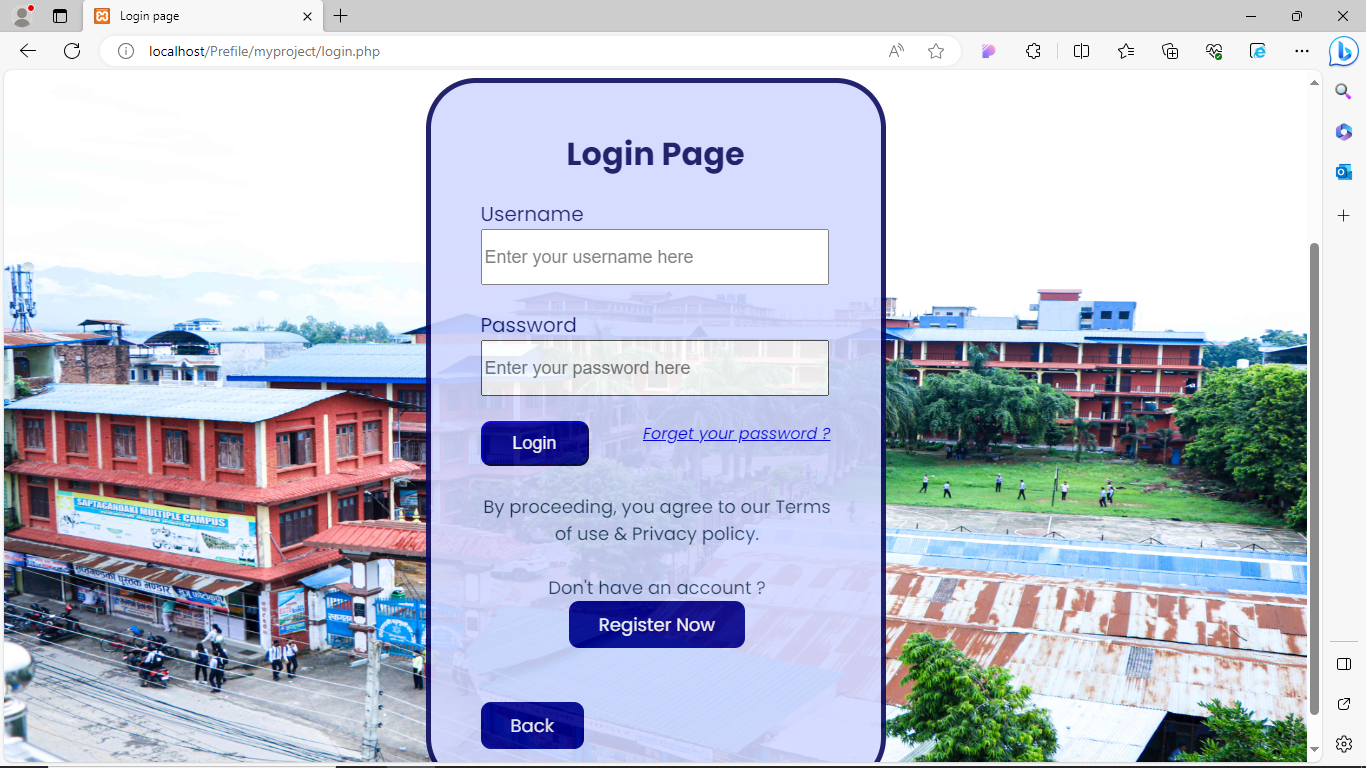 Login page
localhost/Prefile/myproject/login.php
Login Page
Username
Enter your username here
Password
Enter your password here
Login
Forget your password ?
By proceeding, you agree to our Terms
of use & Privacy policy.
Don't have an account ?
Register Now
Back
SAPTAGANDAKI MULTIPLE CAMPUS